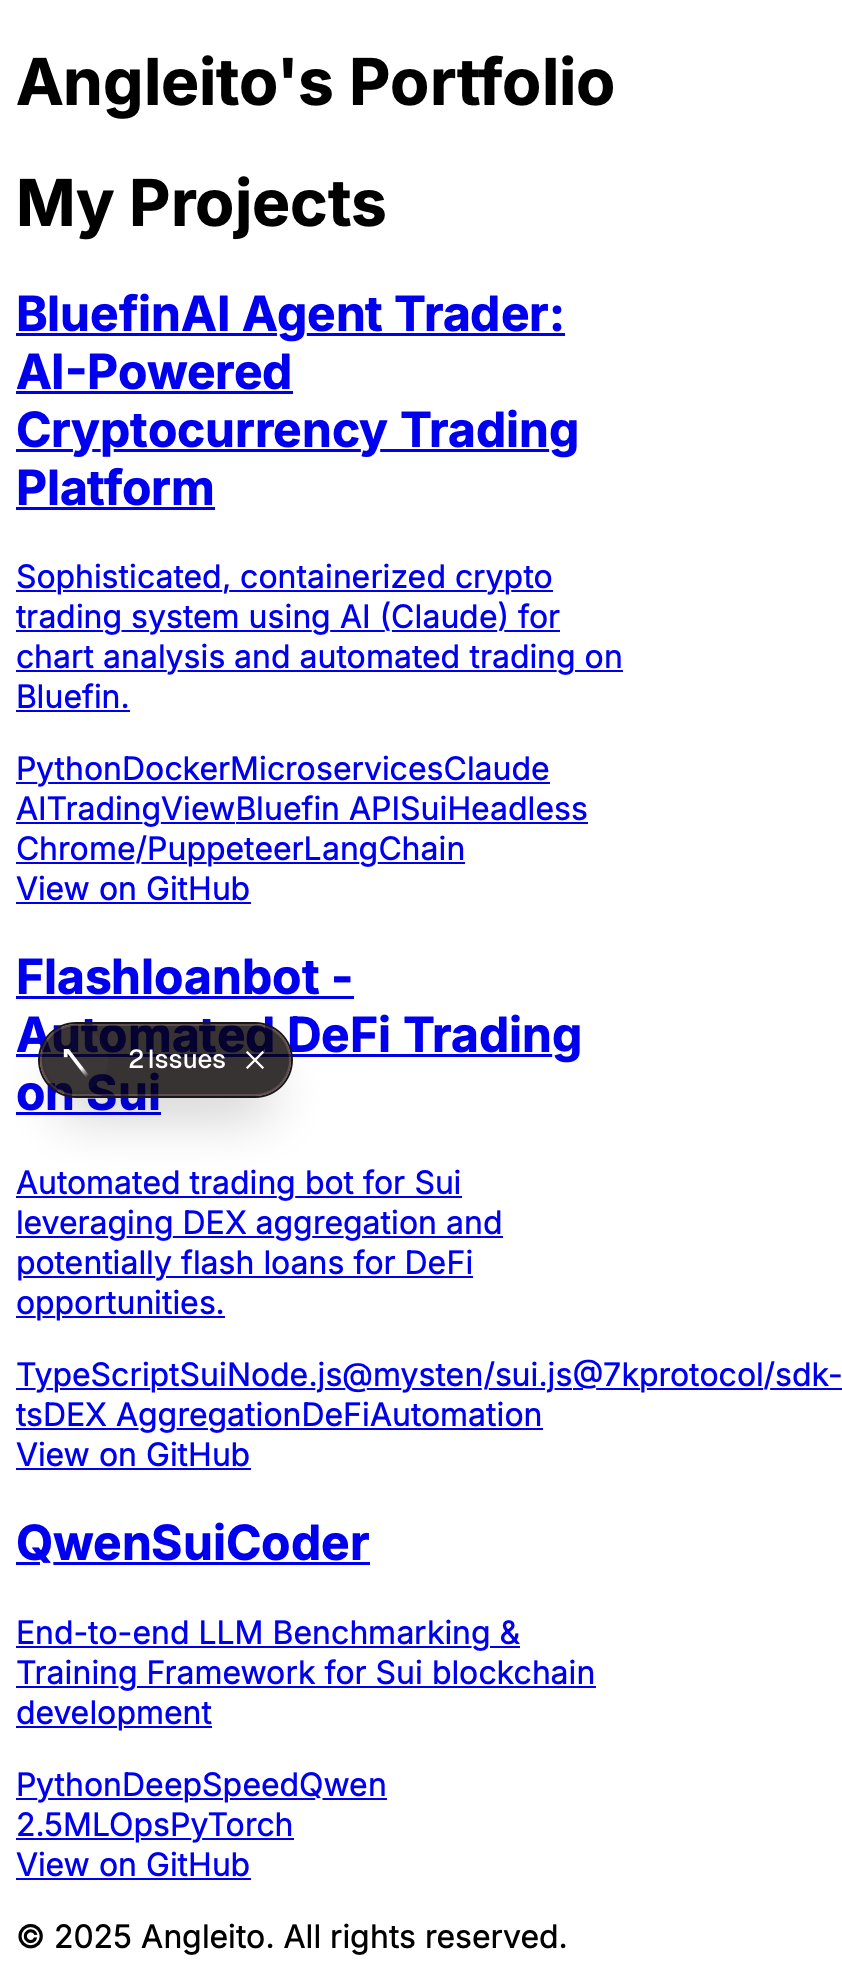 Angleito's Portfolio
My Projects
BluefinAI Agent Trader:
AI-Powered
Cryptocurrency Trading
Platform
Sophisticated, containerized crypto
trading system using AI (Claude) for
chart analysis and automated trading on
Bluefin.
PythonDockerMicroservicesClaude
AITradingViewBluefin APISuiHeadless
Chrome/PuppeteerLangChain
View on GitHub
Flashloanbot -
Automated DeFi Trading
2 Issues
on Sui
Automated trading bot for Sui
leveraging DEX aggregation and
potentially flash loans for DeFi
opportunities.
TypeScriptSuiNode.js@mysten/sui.js@7kprotocol/sdk-
tsDEX AggregationDeFiAutomation
View on GitHub
QwenSuiCoder
End-to-end LLM Benchmarking &
Training Framework for Sui blockchain
development
PythonDeepSpeedQwen
2.5MLOpsPyTorch
View on GitHub
© 2025 Angleito. All rights reserved.